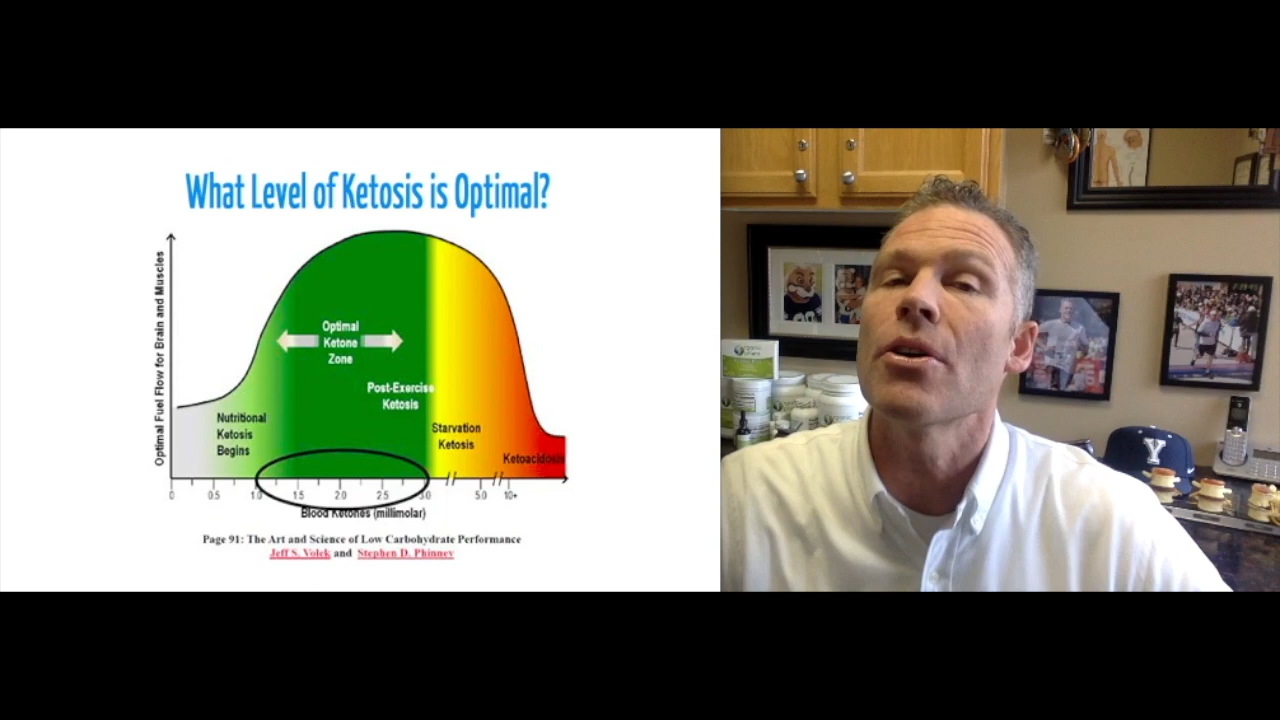 What Level of Ketosis is Optimal?
Optimal Fuel Flow for Brain and Muscles
Optimal
Ketone
Zone
Post-Exercise
Ketosis
Nutritional
Ketosis
Begins
Starvation
Ketosis
Ketoacidosis
0 0.5 1.0 1.5 2.0 2.5 3.0 5.0 10+
Blood Ketones (millimolar)
Page 91: The Art and Science of Low Carbohydrate Performance
Jeff S. Volek and Stephen D. Phinney
Y